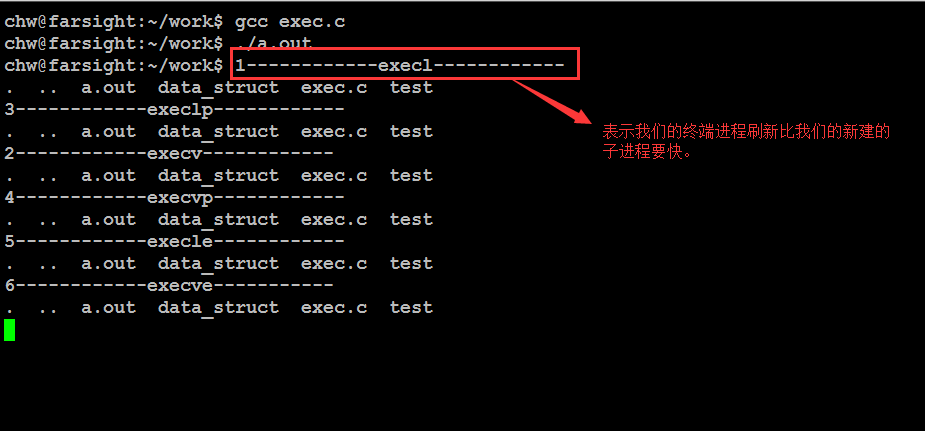 chw@farsight:~/work$ gcc exec.c
chw@farsight:~/work$ ./a.out
chw@farsight:~/work$ 1------------execl------------
. .. a.out data_struct exec.c test
3------------execlp------------
. .. a.out data_struct exec.c test
2------------execv------------
. .. a.out data_struct exec.c test
4------------execvp------------
. .. a.out data_struct exec.c test
5------------execle------------
. .. a.out data_struct exec.c test
6------------execve-----------
. .. a.out data_struct exec.c test
表示我们的终端进程刷新比我们的新建的
子进程要快。